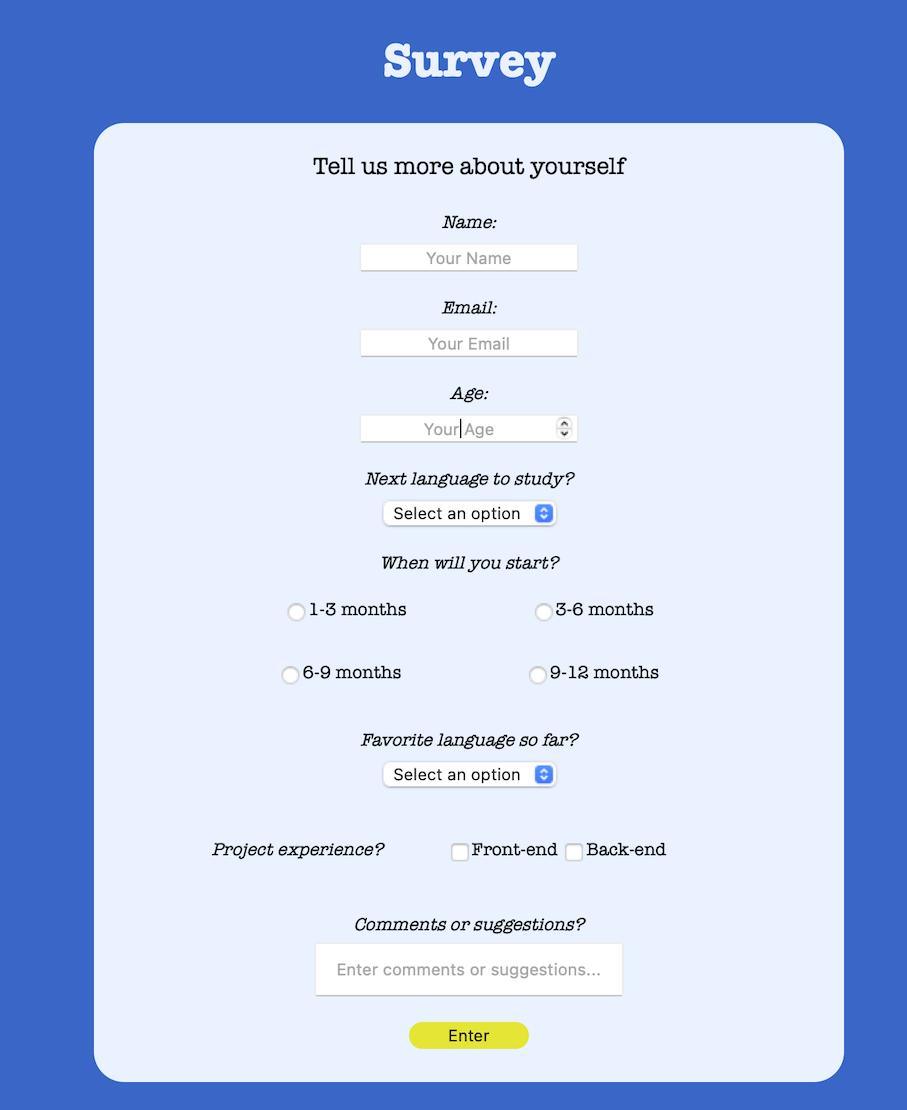 Survey
Tell us more about yourself
Name:
Your Name
Email:
Your Email
Age:
Your Age
Next language to study?
Select an option
When will you start?
1-3 months 3-6 months
6-9 months 9-12 months
Favorite language so far?
Select an option
Project experience? Front-end Back-end
Comments or suggestions?
Enter comments or suggestions...
Enter